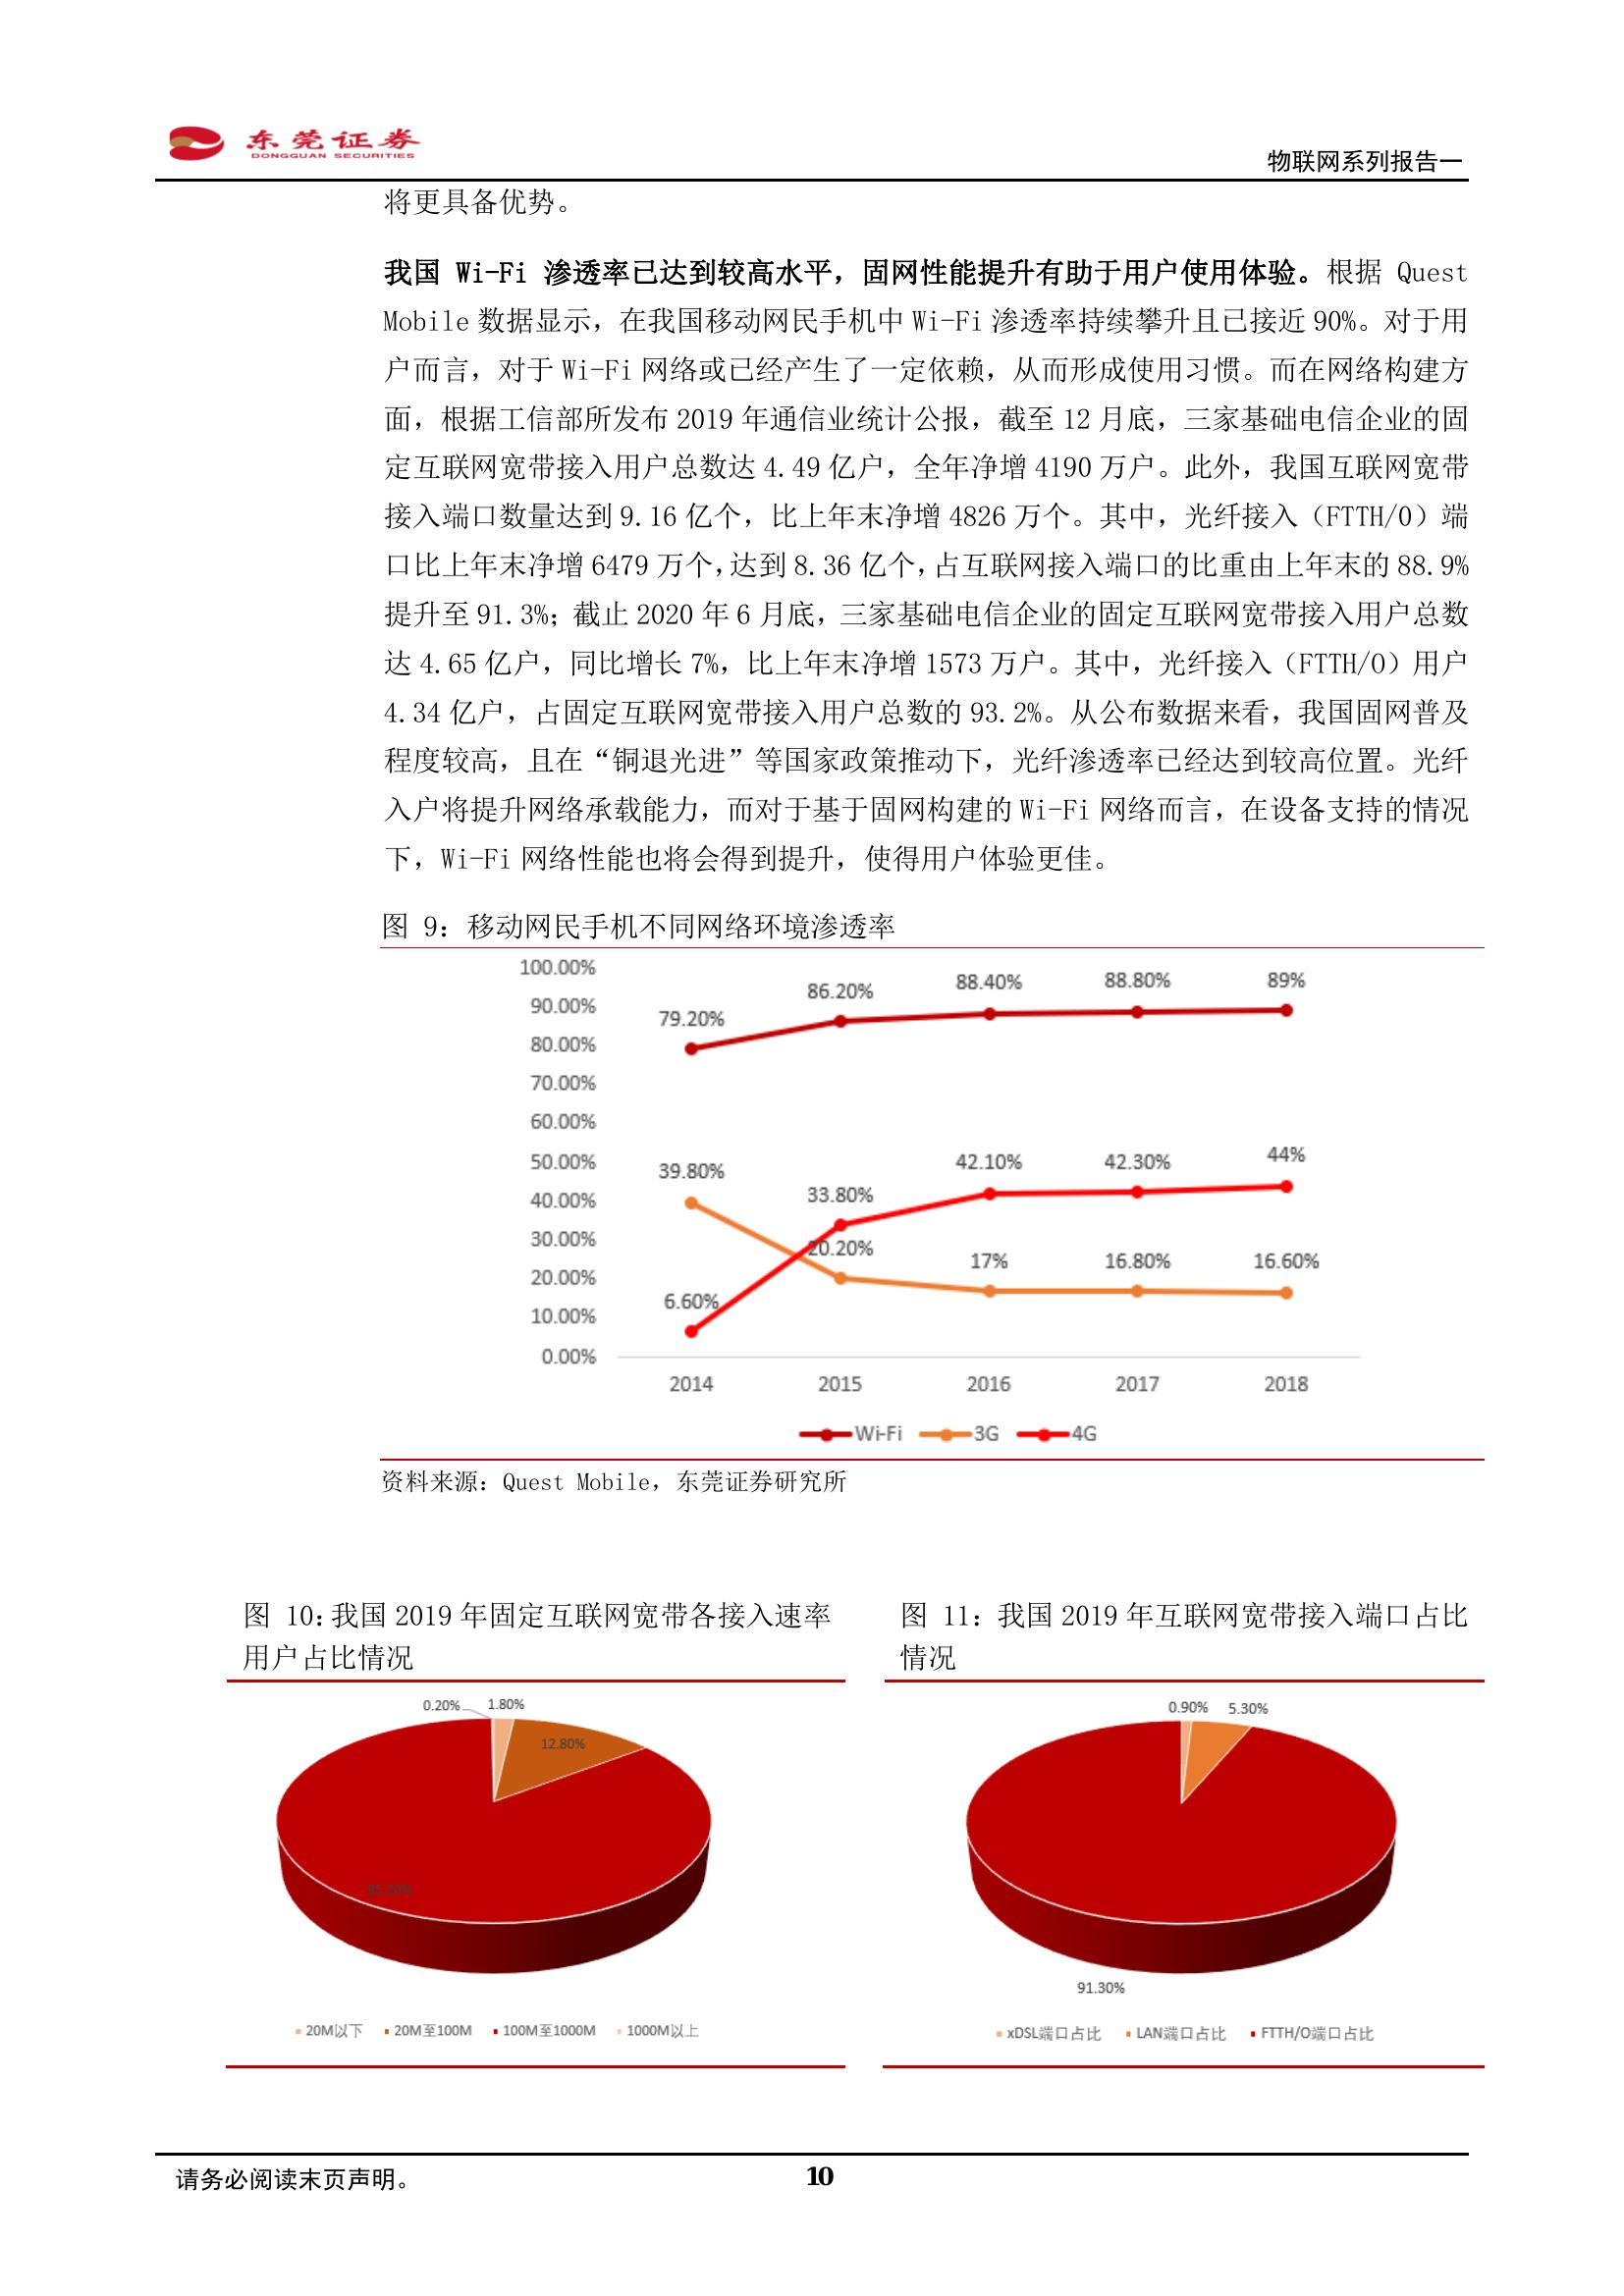 东莞证券
DONGGUAN SECURITIES
物联网系列报告一
将更具备优势。
我国 Wi-Fi 渗透率已达到较高水平，固网性能提升有助于用户使用体验。根据 Quest
Mobile 数据显示，在我国移动网民手机中 Wi-Fi 渗透率持续攀升且已接近 90%。对于用
户而言，对于 Wi-Fi 网络或已经产生了一定依赖，从而形成使用习惯。而在网络构建方
面，根据工信部所发布 2019 年通信业统计公报，截至 12 月底，三家基础电信企业的固
定互联网宽带接入用户总数达 4.49 亿户，全年净增 4190 万户。此外，我国互联网宽带
接入端口数量达到 9.16 亿个，比上年末净增 4826 万个。其中，光纤接入（FTTH/0）端
口比上年末净增 6479 万个，达到 8.36 亿个，占互联网接入端口的比重由上年末的 88.9%
提升至 91.3%；截止 2020 年 6 月底，三家基础电信企业的固定互联网宽带接入用户总数
达 4.65 亿户，同比增长 7%，比上年末净增 1573 万户。其中，光纤接入（FTTH/O）用户
4.34 亿户，占固定互联网宽带接入用户总数的 93.2%。从公布数据来看，我国固网普及
程度较高，且在“铜退光进”等国家政策推动下，光纤渗透率已经达到较高位置。光纤
入户将提升网络承载能力，而对于基于固网构建的 Wi-Fi 网络而言，在设备支持的情况
下，Wi-Fi 网络性能也将会得到提升，使得用户体验更佳。
图 9：移动网民手机不同网络环境渗透率
100.00%
90.00%
80.00%
70.00%
60.00%
50.00%
40.00%
30.00%
20.00%
10.00%
0.00%
79.20%
86.20%
88.40%
88.80%
89%
39.80%
33.80%
42.10%
42.30%
44%
6.60%
20.20%
17%
16.80%
16.60%
2014 2015 2016 2017 2018
Wi-Fi 3G 4G
资料来源：Quest Mobile，东莞证券研究所
图 10：我国 2019 年固定互联网宽带各接入速率
用户占比情况
0.20% 1.80%
12.80%
20M以下 20M至100M 100M至1000M 1000M以上
图 11：我国 2019 年互联网宽带接入端口占比
情况
0.90% 5.30%
91.30%
xDSL端口占比 LAN端口占比 FTTH/O端口占比
请务必阅读末页声明。
10